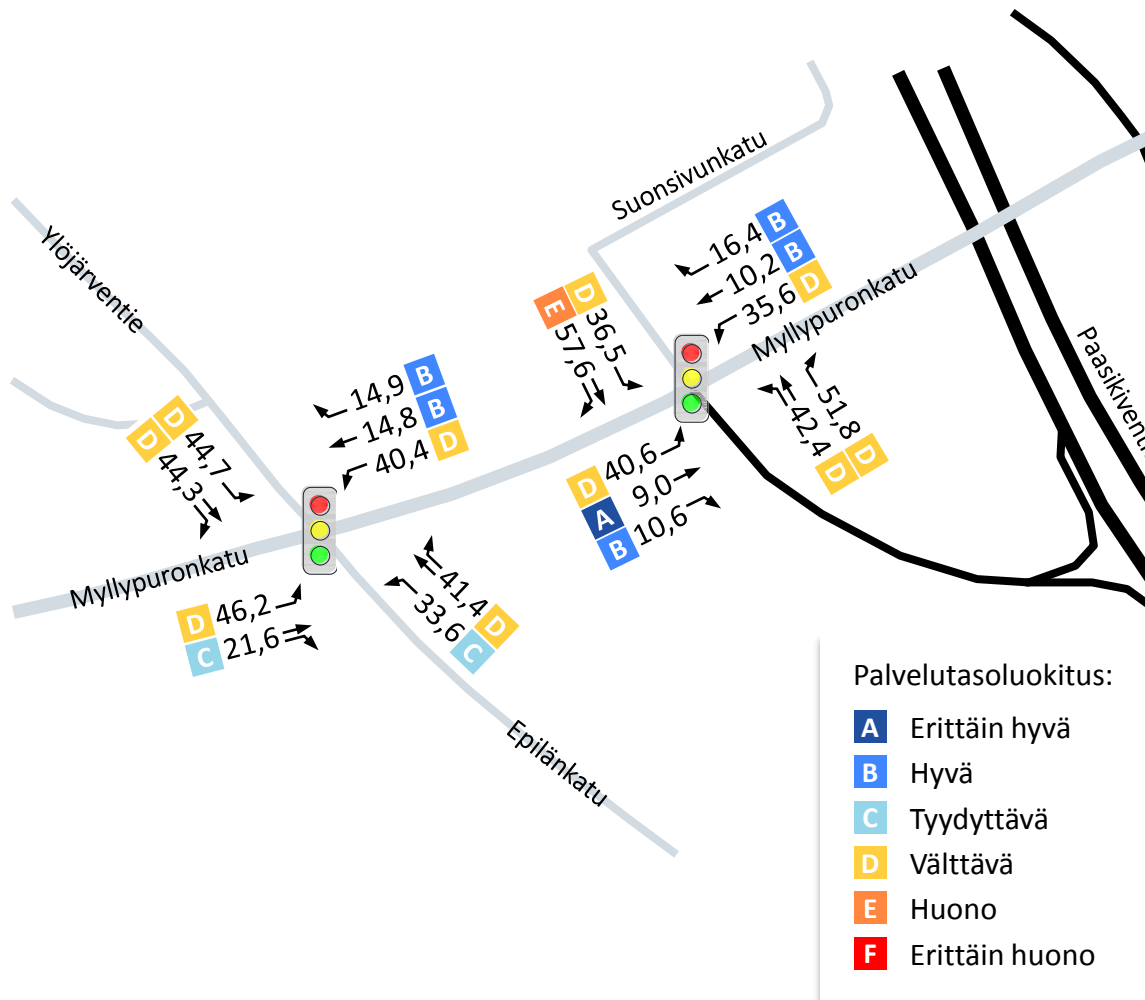 Suonsivunkatu
Ylöjärventie
16,4 B
10,2 B
35,6 D
Myllypuronkatu
E 57,6
D 36,5
Paasikiventi
14,9 B
14,8 B
40,4 D
D 44,7
D 44,3
51,8 D
42,4 D
D 40,6
A 9,0
B 10,6
Myllypuronkatu
D 46,2
C 21,6
41,4 D
33,6 C
Epilänkatu
Palvelutasoluokitus:
A Erittäin hyvä
B Hyvä
C Tyydyttävä
D Välttävä
E Huono
F Erittäin huono